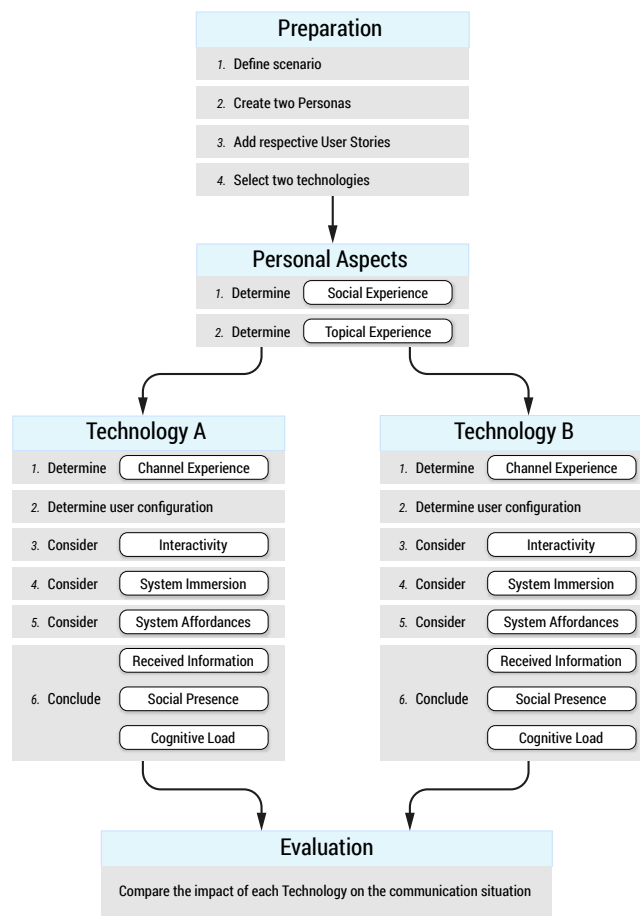 Preparation
1. Define scenario
2. Create two Personas
3. Add respective User Stories
4. Select two technologies
Personal Aspects
1. Determine Social Experience
2. Determine Topical Experience
Technology A
1. Determine Channel Experience
2. Determine user configuration
3. Consider Interactivity
4. Consider System Immersion
5. Consider System Affordances
Received Information
6. Conclude Social Presence
Cognitive Load
Technology B
1. Determine Channel Experience
2. Determine user configuration
3. Consider Interactivity
4. Consider System Immersion
5. Consider System Affordances
Received Information
6. Conclude Social Presence
Cognitive Load
Evaluation
Compare the impact of each Technology on the communication situation